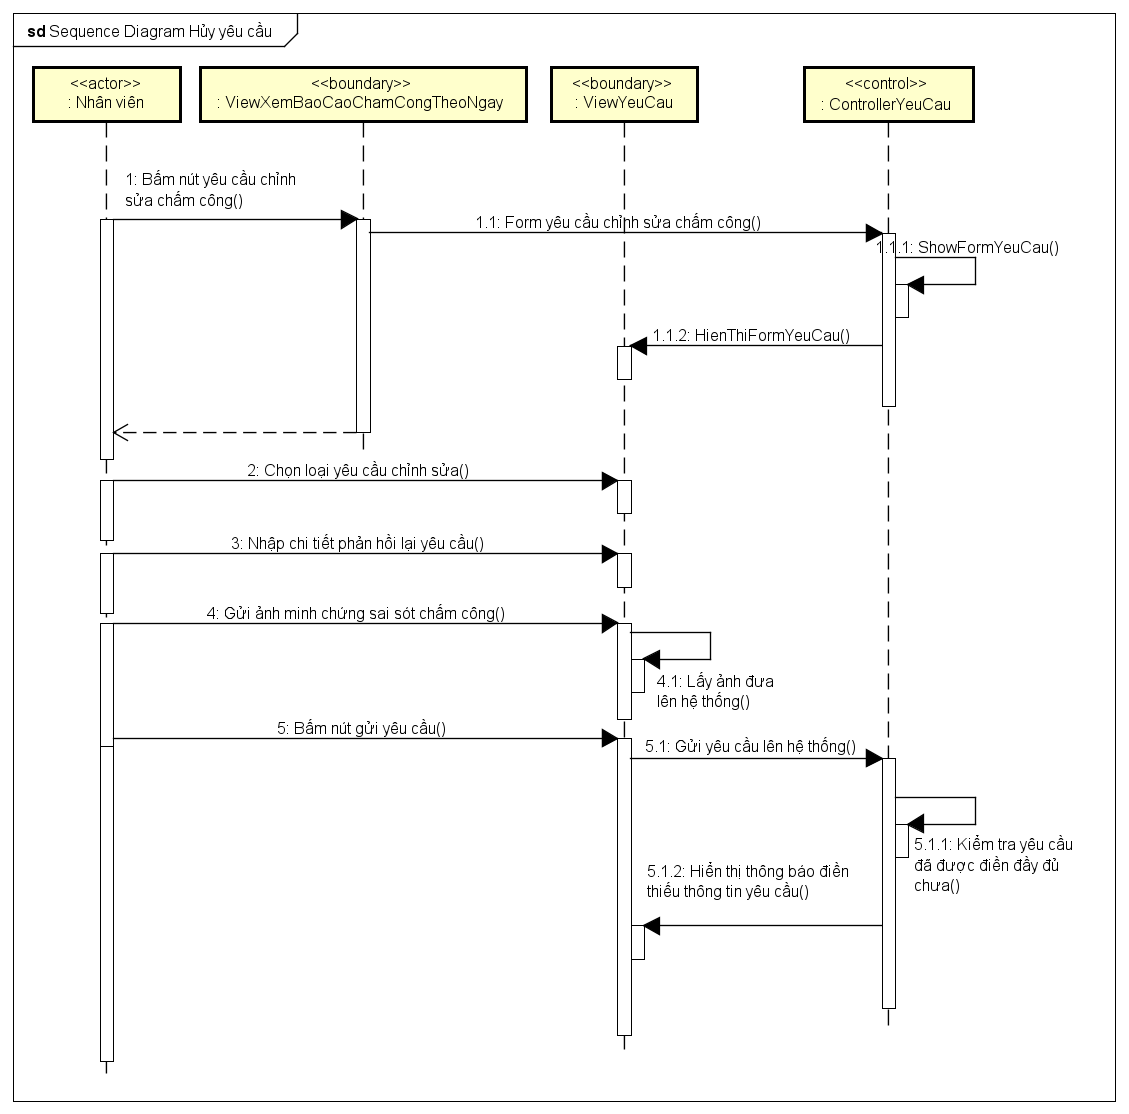 sd Sequence Diagram Hủy yêu cầu
<<actor>>
: Nhân viên
<<boundary>>
: ViewXemBaoCaoChamCongTheoNgay
<<boundary>>
: ViewYeuCau
<<control>>
: ControllerYeuCau
1: Bấm nút yêu cầu chỉnh
sửa chấm công()
1.1: Form yêu cầu chỉnh sửa chấm công()
1.1.1: ShowFormYeuCau()
1.1.2: HienThiFormYeuCau()
2: Chọn loại yêu cầu chỉnh sửa()
3: Nhập chi tiết phản hồi lại yêu cầu()
4: Gửi ảnh minh chứng sai sót chấm công()
4.1: Lấy ảnh đưa
lên hệ thống()
5: Bấm nút gửi yêu cầu()
5.1: Gửi yêu cầu lên hệ thống()
5.1.1: Kiểm tra yêu cầu
đã được điền đầy đủ
chưa()
5.1.2: Hiển thị thông báo điền
thiếu thông tin yêu cầu()